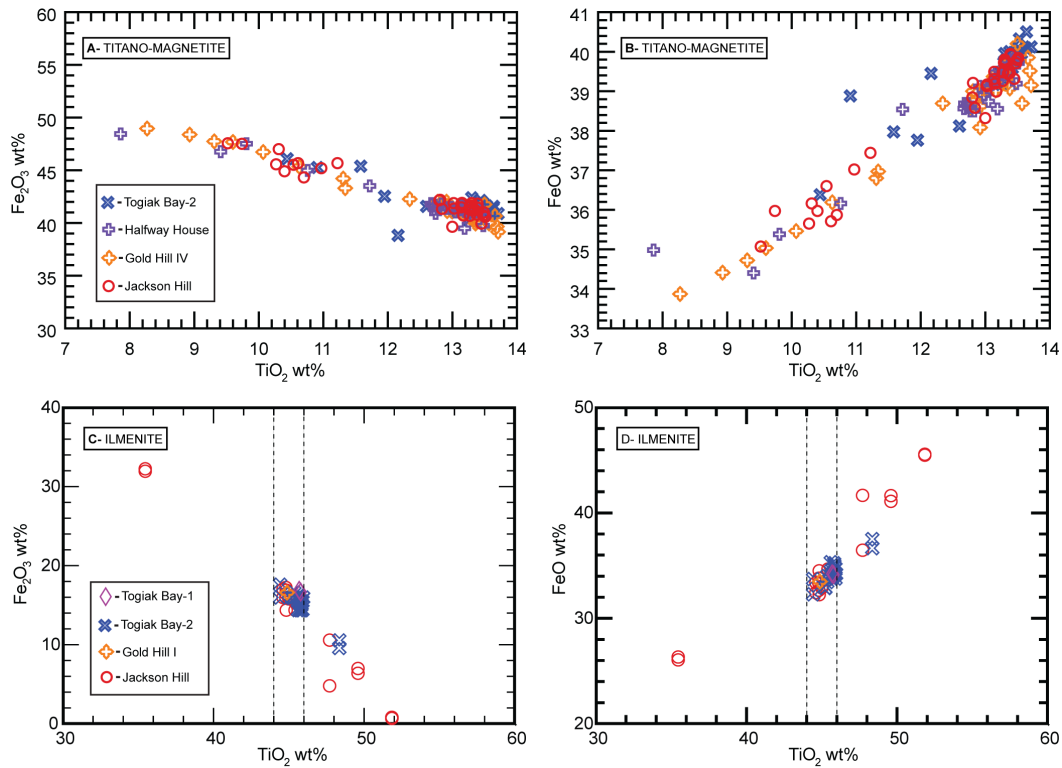 A- TITANO-MAGNETITE
Fe₂O₃ wt%
60
55
50
45
40
35
30
Togiak Bay-2
Halfway House
Gold Hill IV
Jackson Hill
7 8 9 10 11 12 13 14
TiO₂ wt%
B- TITANO-MAGNETITE
FeO wt%
41
40
39
38
37
36
35
34
33
7 8 9 10 11 12 13 14
TiO₂ wt%
C- ILMENITE
Fe₂O₃ wt%
40
30
20
10
0
Togiak Bay-1
Togiak Bay-2
Gold Hill I
Jackson Hill
30 40 50 60
TiO₂ wt%
D- ILMENITE
FeO wt%
50
40
30
20
30 40 50 60
TiO₂ wt%